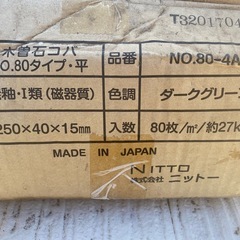 T3201704
木曽石コバ
品番
NO.80-4A
O.80タイプ・平
釉・Ⅰ類（磁器質）
色調
ダークグリーン
250×40×15mm
入数
80枚/㎡/約27k
MADE IN JAPAN
NITTO
株式会社 ニットー